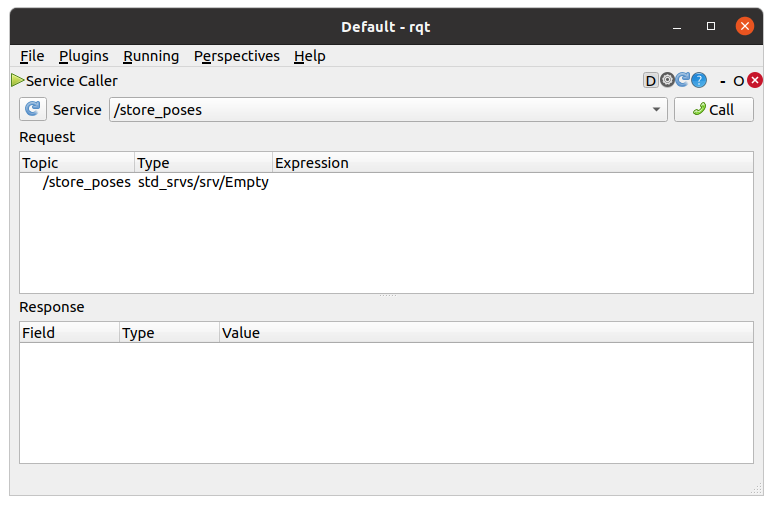 Default - rqt
File Plugins Running Perspectives Help
Service Caller D ? - O
Service /store_poses Call
Request
Topic Type Expression
/store_poses std_srvs/srv/Empty
Response
Field Type Value